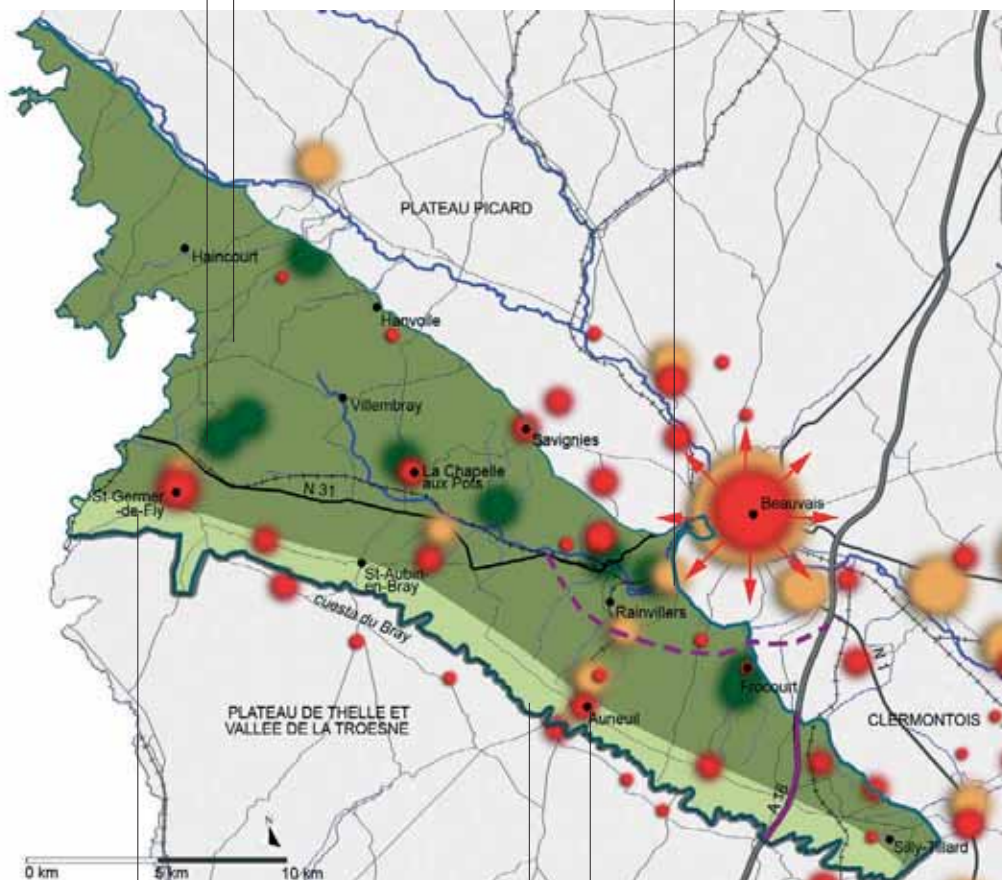 PLATEAU PICARD
Haincourt
Hanvoile
Villembray
Savignies
La Chapelle
aux Pots
N 31
St-Germer
-de-Fly
Beauvais
St-Aubin-
en-Bray
cuesta du Bray
Rainvillers
N 1
Frocourt
PLATEAU DE THELLE ET
VALLEE DE LA TROESNE
Auneuil
CLERMONTOIS
A 16
Silly-Tillard
N
0 km
5 km
10 km